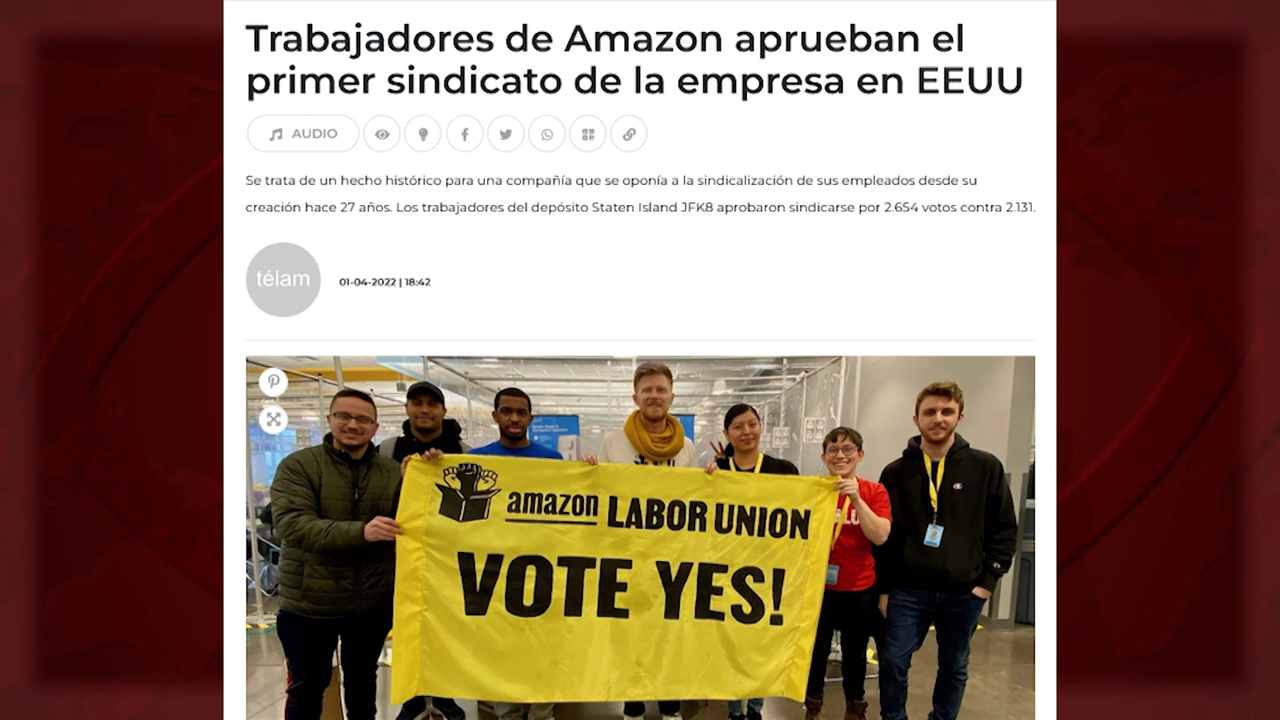 Trabajadores de Amazon aprueban el
primer sindicato de la empresa en EEUU
AUDIO
Se trata de un hecho histórico para una compañía que se oponía a la sindicalización de sus empleados desde su
creación hace 27 años. Los trabajadores del depósito Staten Island JFK8 aprobaron sindicarse por 2.654 votos contra 2.131.
télam
01-04-2022 | 18:42
amazon LABOR UNION
VOTE YES!